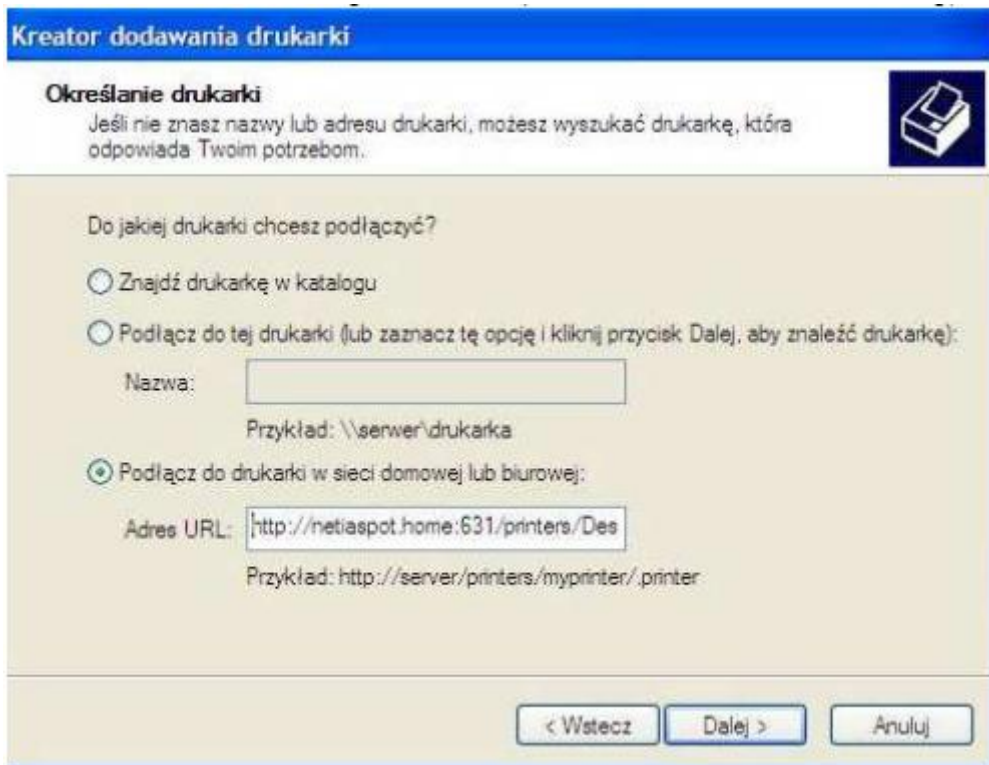 Kreator dodawania drukarki
Określanie drukarki
Jeśli nie znasz nazwy lub adresu drukarki, możesz wyszukać drukarkę, która
odpowiada Twoim potrzebom.
Do jakiej drukarki chcesz podłączyć?
Znajdź drukarkę w katalogu
Podłącz do tej drukarki (lub zaznacz tę opcję i kliknij przycisk Dalej, aby znaleźć drukarkę):
Nazwa:
Przykład: \\serwer\drukarka
Podłącz do drukarki w sieci domowej lub biurowej:
Adres URL: http://netiaspot.home:631/printers/Des
Przykład: http://server/printers/myprinter/.printer
< Wstecz Dalej > Anuluj